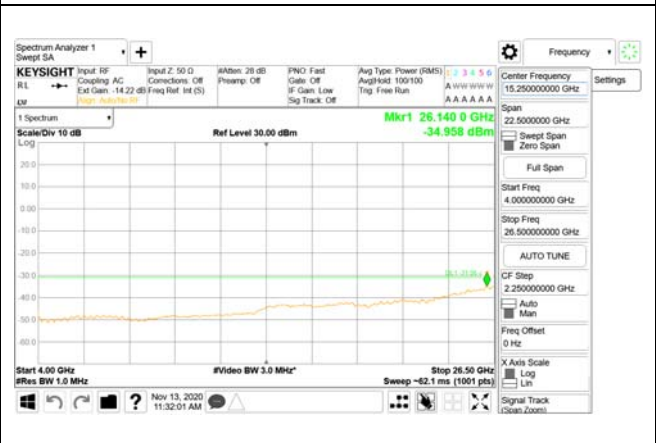 Spectrum Analyzer 1
Swept SA
Frequency
KEYSIGHT
Input: RF
Input Z: 50 Ω
#Atten: 28 dB
PNO: Fast
Avg Type: Power (RMS)
1 2 3 4 5 6
RL
Coupling: AC
Corrections: Off
Preamp: Off
Gate: Off
Avg|Hold: 100/100
A W W W W W
Ext Gain: -14.22 dB
Freq Ref: Int (S)
IF Gain: Low
Trig: Free Run
Align: Auto/No RF
Sig Track: Off
A A A A A A
1 Spectrum
Mkr1 26.140 0 GHz
Scale/Div 10 dB
Ref Level 30.00 dBm
-34.958 dBm
Log
20.0
10.0
0.00
-10.0
-20.0
-30.0
-40.0
-50.0
-60.0
Start 4.00 GHz
#Video BW 3.0 MHz*
Stop 26.50 GHz
#Res BW 1.0 MHz
Sweep ~62.1 ms (1001 pts)
Nov 13, 2020
11:32:01 AM
Center Frequency
15.250000000 GHz
Settings
Span
22.5000000 GHz
Swept Span
Zero Span
Full Span
Start Freq
4.000000000 GHz
Stop Freq
26.500000000 GHz
AUTO TUNE
CF Step
2.250000000 GHz
Auto
Man
Freq Offset
0 Hz
X Axis Scale
Log
Lin
Signal Track
(Span Zoom)